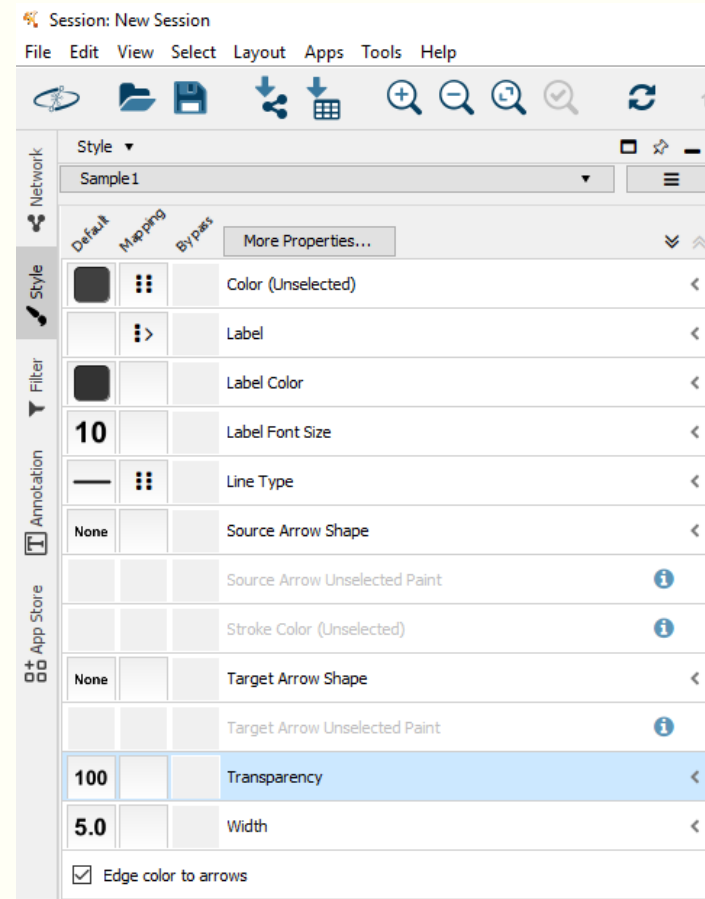 Session: New Session
File Edit View Select Layout Apps Tools Help
Style ▼
Sample1
Default Mapping Bypass More Properties...
Color (Unselected)
Label
Label Color
10 Label Font Size
Line Type
None Source Arrow Shape
Source Arrow Unselected Paint
Stroke Color (Unselected)
None Target Arrow Shape
Target Arrow Unselected Paint
100 Transparency
5.0 Width
Edge color to arrows
Network
Style
Filter
Annotation
App Store